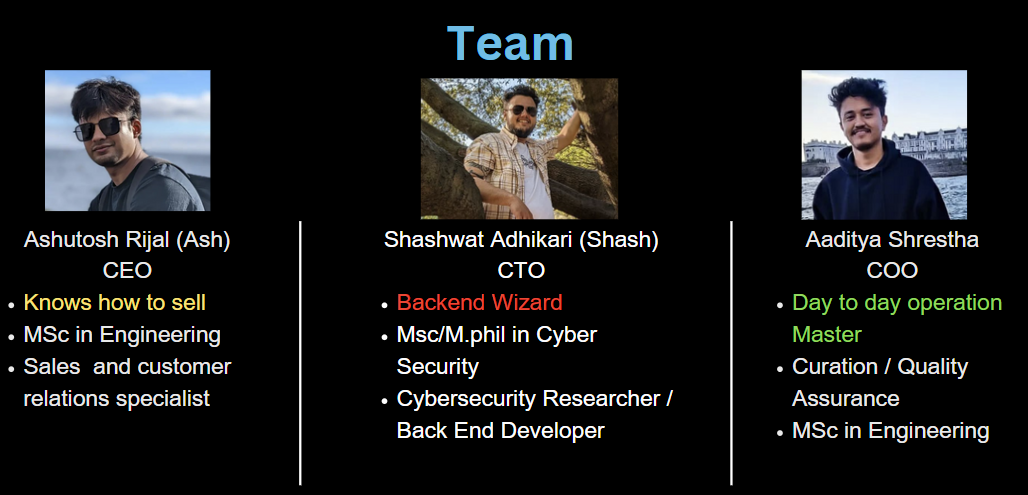 Team
Ashutosh Rijal (Ash)
CEO
• Knows how to sell
• MSc in Engineering
• Sales and customer
relations specialist
Shashwat Adhikari (Shash)
CTO
• Backend Wizard
• Msc/M.phil in Cyber
Security
• Cybersecurity Researcher /
Back End Developer
Aaditya Shrestha
COO
• Day to day operation
Master
• Curation / Quality
Assurance
• MSc in Engineering